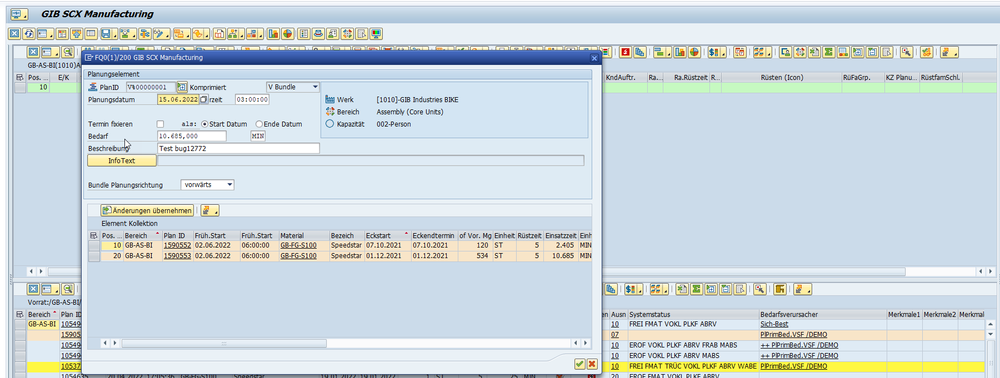 GIB SCX Manufacturing
FQ0(1)/200 GIB SCX Manufacturing
GB-AS-BI(1010)A
Pos. ... E/K KndAuftr. Ra.... Ra.Rüstzeit R... Rüsten (Icon) RüFaGrp. KZ Planu... RüstfamSchl.
10
Planungselement
PlanID V%00000001 Komprimiert V Bundle
Planungsdatum 15.06.2022 rzeit 03:00:00
Werk [1010]-GIB Industries BIKE
Bereich Assembly (Core Units)
Termin fixieren als: Start Datum Ende Datum
Kapazität 002-Person
Bedarf 10.685,000 MIN
Beschreibung Test bug12772
InfoText
Bundle Planungsrichtung vorwärts
Änderungen übernehmen
Element Kollektion
Pos. ... Bereich Plan ID Früh.Start Früh.Start Material Bezeich Eckstart Eckendtermin of Vor. Mg Einheit Rüstzeit Einsatzzeit Einh
10 GB-AS-BI 1590552 02.06.2022 06:00:00 GB-FG-S100 Speedstar 07.10.2021 07.10.2021 120 ST 5 2.405 MIN
20 GB-AS-BI 1590553 02.06.2022 06:00:00 GB-FG-S100 Speedstar 01.12.2021 01.12.2021 534 ST 5 10.685 MIN
Vorrat:/GB-AS-BI/
Bereich Plan ID en Ausn Systemstatus Bedarfsverursacher Merkmale1 Merkmale2 Merkmal
GB-AS-BI 10549 10 FREI FMAT VOKL PLKF ABRV Sich-Best
15905 07 PlPrimBed.VSF /DEMO
10549 10 EROF VOKL PLKF ABRV FRAB MABS ++ PlPrimBed.VSF /DEMO
10549 10 EROF VOKL PLKF ABRV MABS ++ PlPrimBed.VSF /DEMO
10537 10 FREI FMAT TRÜC VOKL PLKF ABRV WABE PlPrimBed.VSF /DEMO
1054635 20.04.2022 17:05:36 GB-FG-S100 Speedstar 19.01.2022 19.01.2022 1 ST 5 25 MIN 20 EROF FMAT VOKL PLKF ABRV